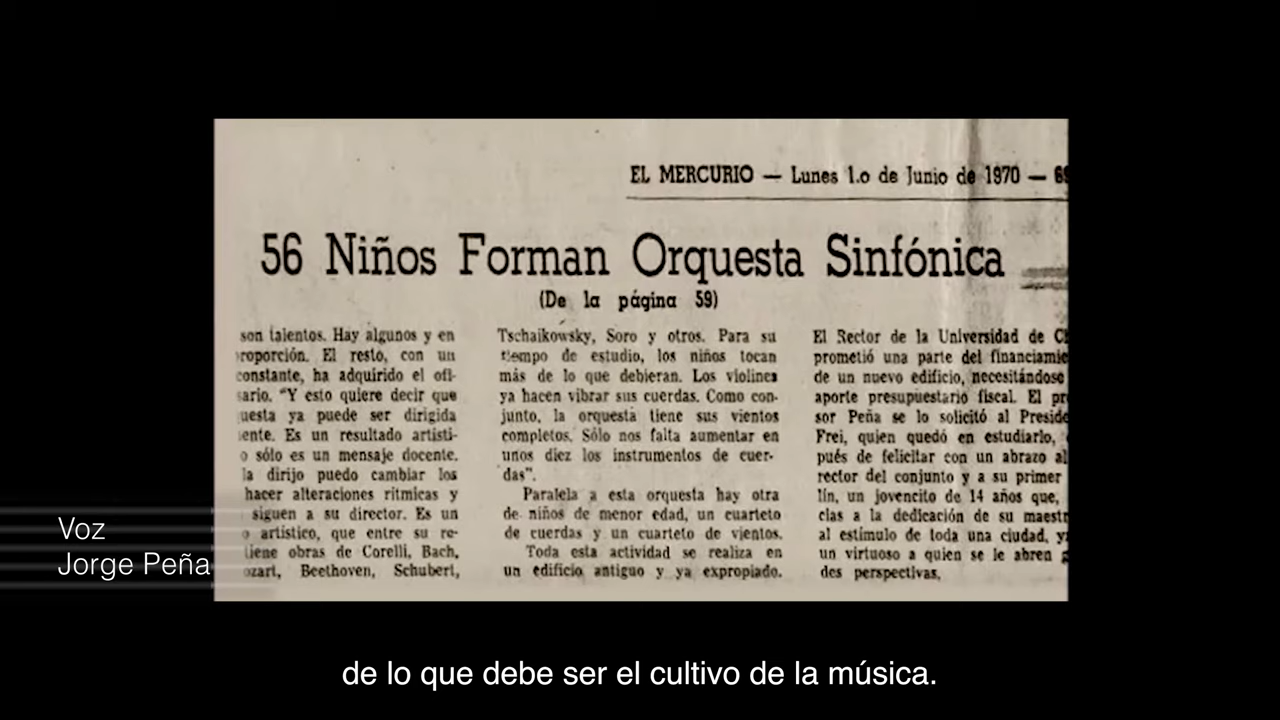 EL MERCURIO — Lunes 1.o de Junio de 1970 — 6
56 Niños Forman Orquesta Sinfónica
(De la página 59)
son talentos. Hay algunos y en
roporción. El resto, con un
constante, ha adquirido el ofi-
sario. "Y esto quiere decir que
uesta ya puede ser dirigida
ente. Es un resultado artísti-
o sólo es un mensaje docente.
la dirijo puedo cambiar los
hacer alteraciones rítmicas y
siguen a su director. Es un
o artístico, que entre su re-
tiene obras de Corelli, Bach,
ozart, Beethoven, Schubert,
Tschaikowsky, Soro y otros. Para su
tiempo de estudio, los niños tocan
más de lo que debieran. Los violines
ya hacen vibrar sus cuerdas. Como con-
junto, la orquesta tiene sus vientos
completos. Sólo nos falta aumentar en
unos diez los instrumentos de cuer-
das".
Paralela a esta orquesta hay otra
de niños de menor edad, un cuarteto
de cuerdas y un cuarteto de vientos.
Toda esta actividad se realiza en
un edificio antiguo y ya expropiado.
El Rector de la Universidad de C
prometió una parte del financiamie
de un nuevo edificio, necesitándose
aporte presupuestario fiscal. El pr
sor Peña se lo solicitó al Preside
Frei, quien quedó en estudiarlo,
pués de felicitar con un abrazo al
rector del conjunto y a su primer
lín, un jovencito de 14 años que,
cias a la dedicación de su maest
al estímulo de toda una ciudad, y
un virtuoso a quien se le abren
des perspectivas.
Voz
Jorge Peña
de lo que debe ser el cultivo de la música.